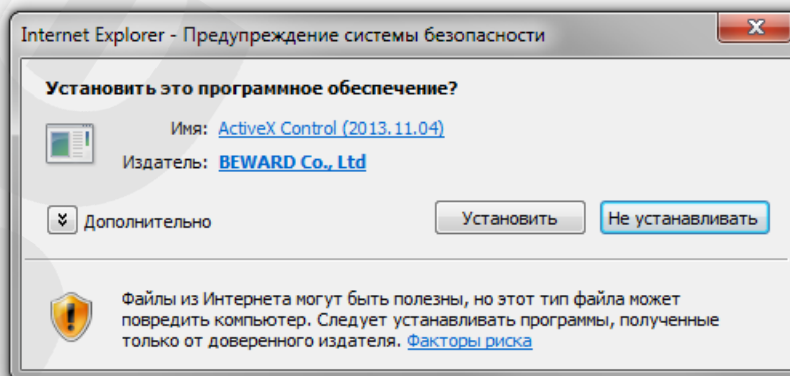 Internet Explorer - Предупреждение системы безопасности
Установить это программное обеспечение?
Имя: ActiveX Control (2013.11.04)
Издатель: BEWARD Co., Ltd
Дополнительно
Установить
Не устанавливать
Файлы из Интернета могут быть полезны, но этот тип файла может
повредить компьютер. Следует устанавливать программы, полученные
только от доверенного издателя. Факторы риска